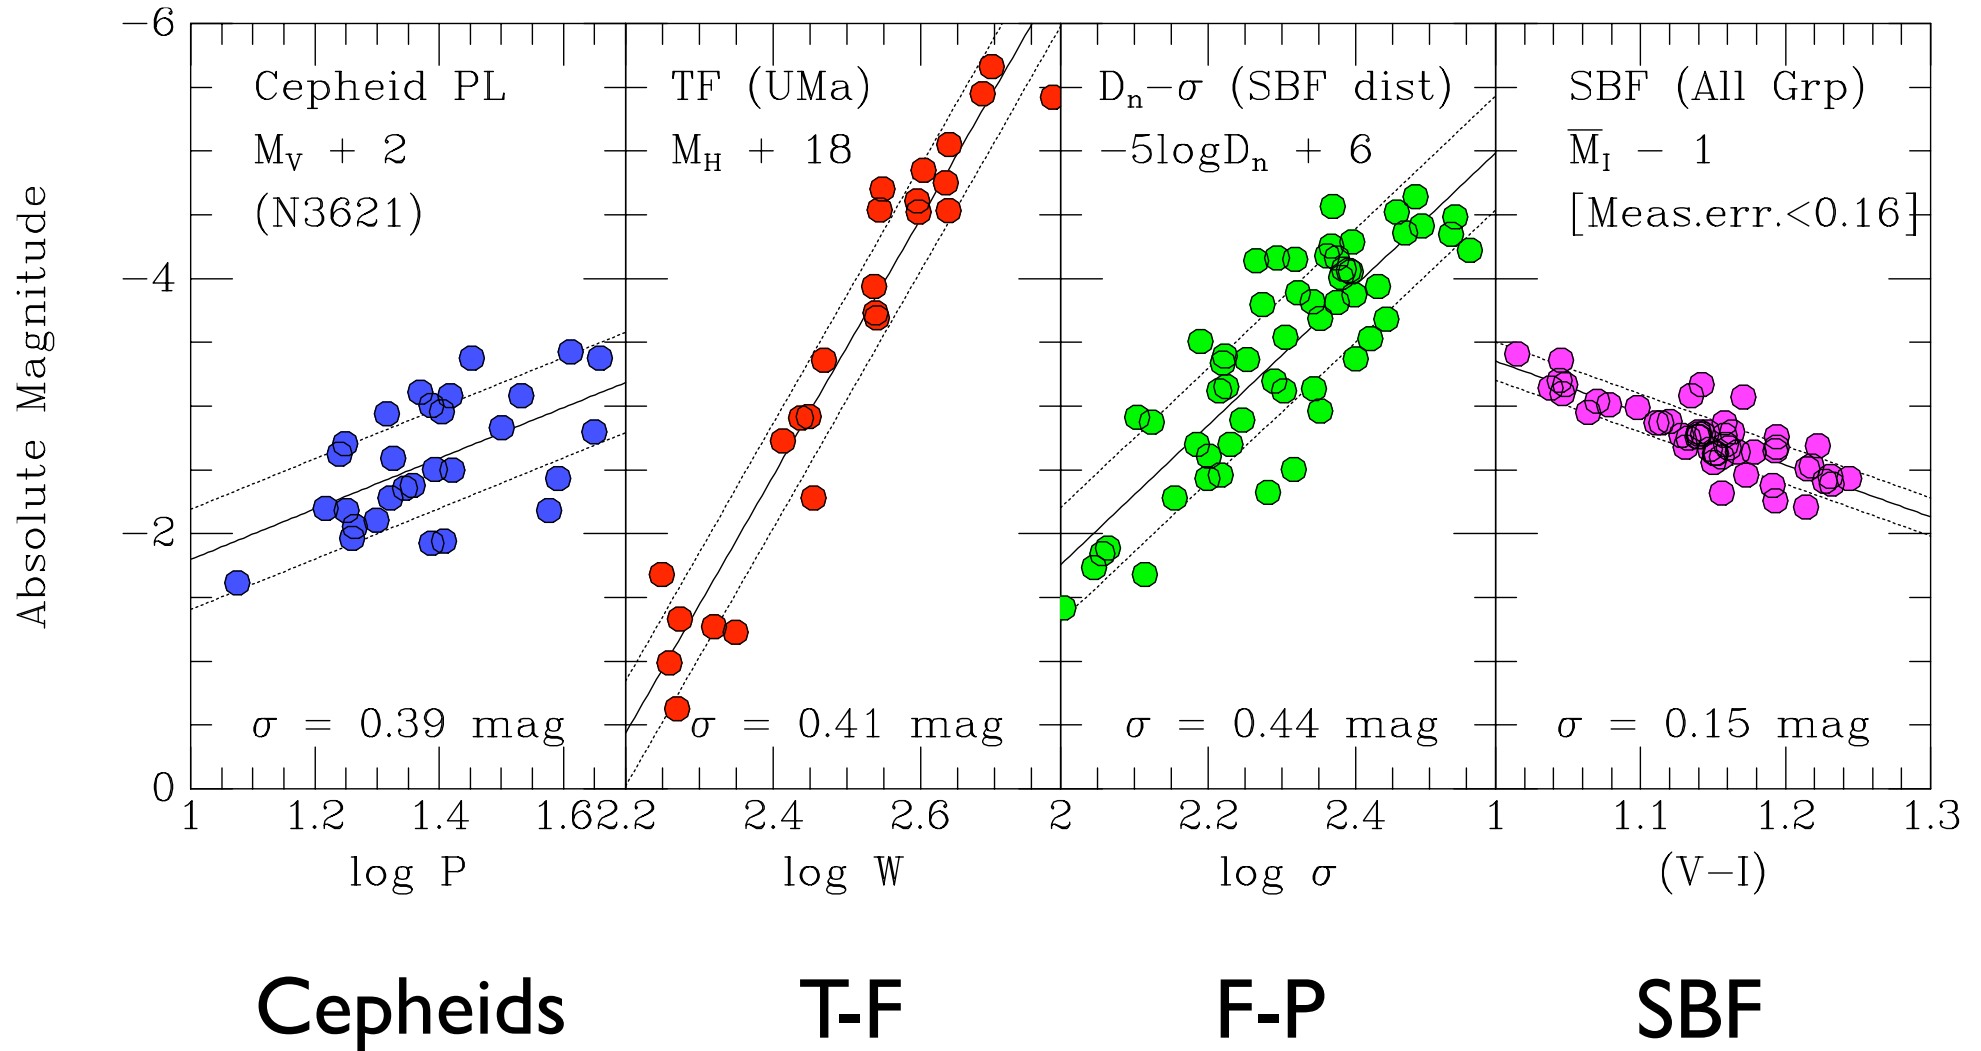 Absolute Magnitude
−6
−4
−2
0
Cepheid PL
M_V + 2
(N3621)
σ = 0.39 mag
1 1.2 1.4 1.6
log P
TF (UMa)
M_H + 18
σ = 0.41 mag
2.2 2.4 2.6
log W
D_n−σ (SBF dist)
−5logD_n + 6
σ = 0.44 mag
2 2.2 2.4
log σ
SBF (All Grp)
M̅_I − 1
[Meas.err.<0.16]
σ = 0.15 mag
1 1.1 1.2 1.3
(V−I)
Cepheids
T-F
F-P
SBF